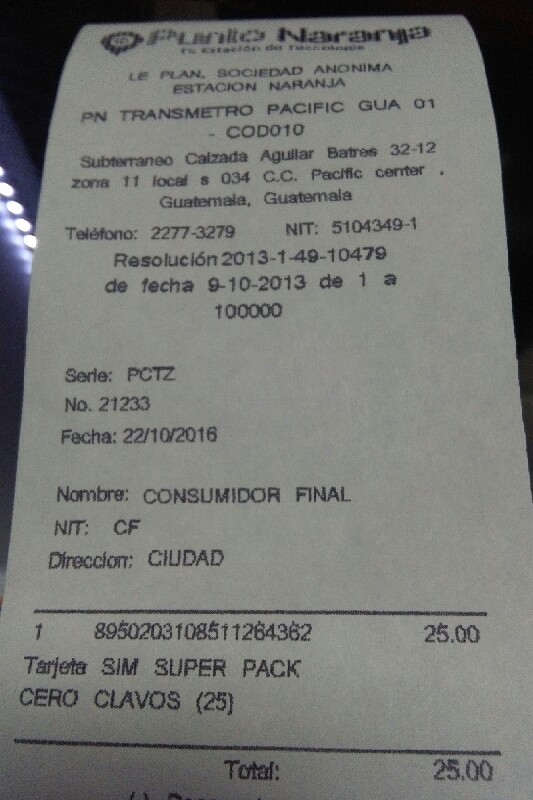 Punto Naranja
Tu Estación de Tecnología
LE PLAN, SOCIEDAD ANONIMA
ESTACION NARANJA
PN TRANSMETRO PACIFIC GUA 01
- COD010
Subterraneo Calzada Aguilar Batres 32-12
zona 11 local s 034 C.C. Pacific center .
Guatemala, Guatemala
Teléfono: 2277-3279 NIT: 5104349-1
Resolución 2013-1-49-10479
de fecha 9-10-2013 de 1 a
100000
Serie: PCTZ
No. 21233
Fecha: 22/10/2016
Nombre: CONSUMIDOR FINAL
NIT: CF
Direccion: CIUDAD
1 8950203108511264362 25.00
Tarjeta SIM SUPER PACK
CERO CLAVOS (25)
Total: 25.00